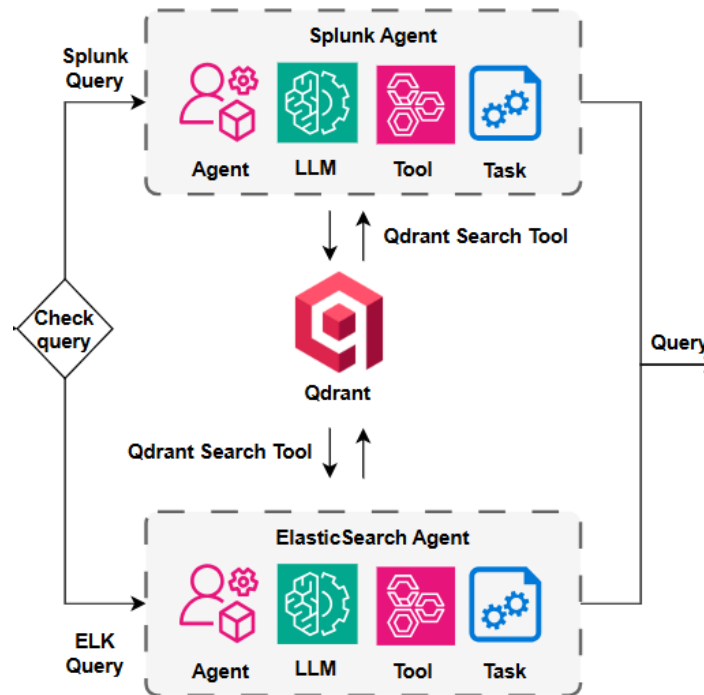 Splunk Agent
Splunk
Query
Agent
LLM
Tool
Task
Qdrant Search Tool
Check
query
Qdrant
Query
Qdrant Search Tool
ElasticSearch Agent
Agent
LLM
Tool
Task
ELK
Query